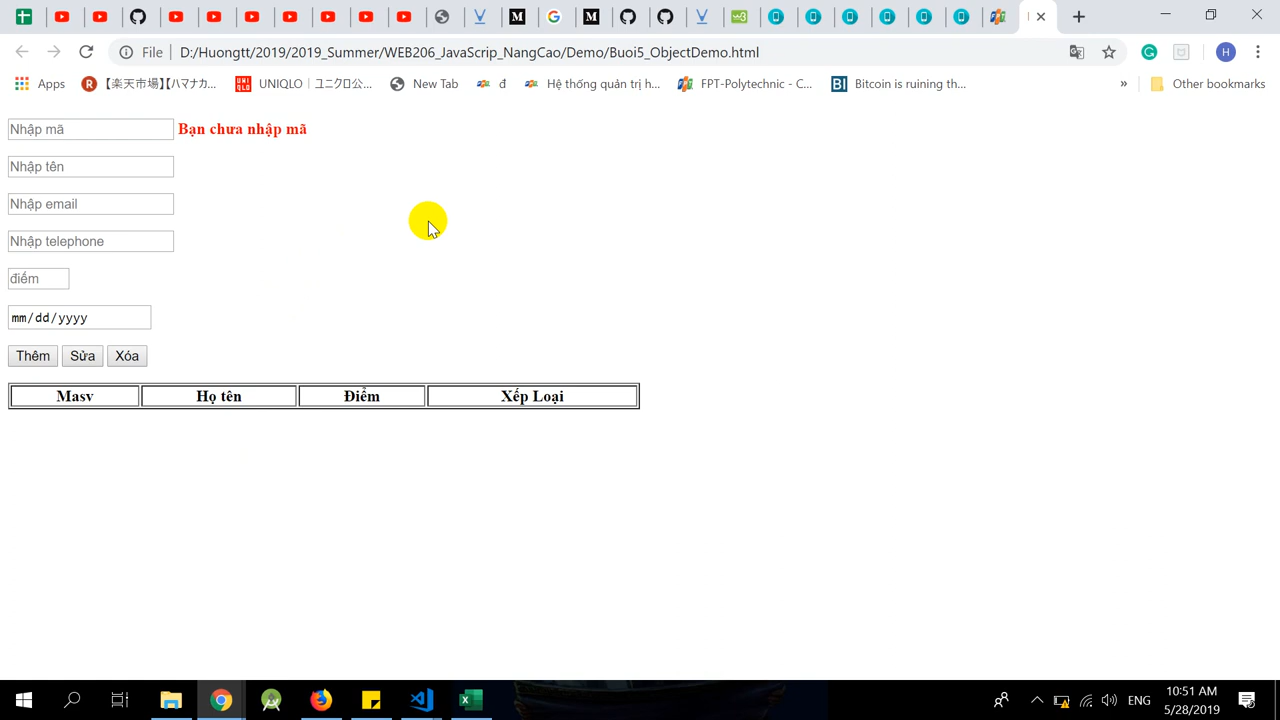 File D:/Huongtt/2019/2019_Summer/WEB206_JavaScrip_NangCao/Demo/Buoi5_ObjectDemo.html
H
Apps 【楽天市場】【ハマナカ... UNIQLO｜ユニクロ公... New Tab đ Hệ thống quản trị h... FPT-Polytechnic - C... BI Bitcoin is ruining th... » Other bookmarks
Nhập mã Bạn chưa nhập mã
Nhập tên
Nhập email
Nhập telephone
điểm
mm/dd/yyyy
Thêm Sửa Xóa
Masv Họ tên Điểm Xếp Loại
ENG 10:51 AM
5/28/2019